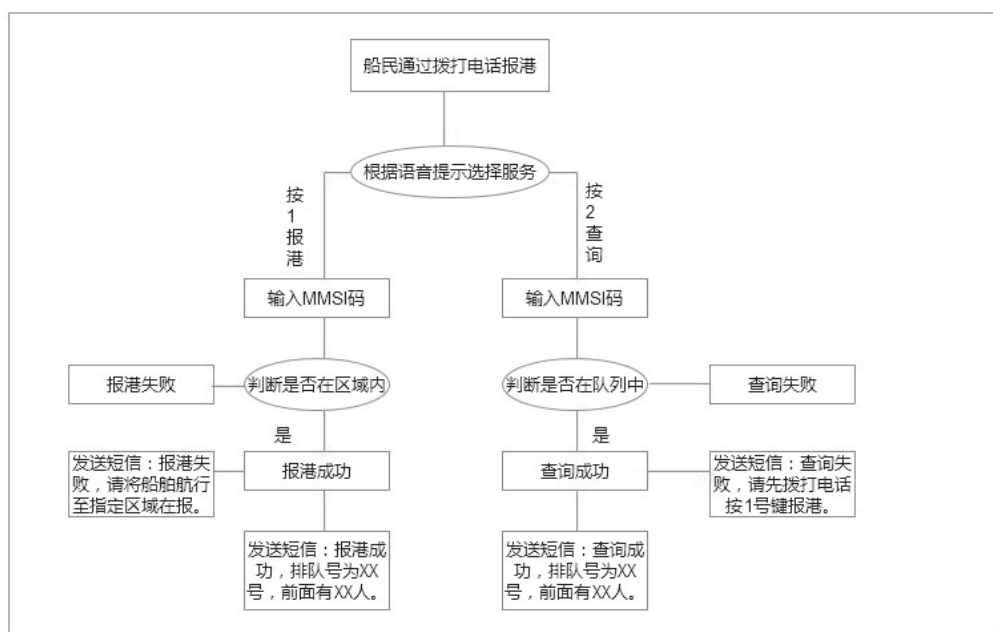 船民通过拨打电话报港
根据语音提示选择服务
按
1
报
港
按
2
查
询
输入MMSI码
输入MMSI码
报港失败
判断是否在区域内
判断是否在队列中
查询失败
是
是
发送短信：报港失
败，请将船舶航行
至指定区域在报。
报港成功
查询成功
发送短信：查询失
败，请先拨打电话
按1号键报港。
发送短信：报港成
功，排队号为XX
号，前面有XX人。
发送短信：查询成
功，排队号为XX
号，前面有XX人。